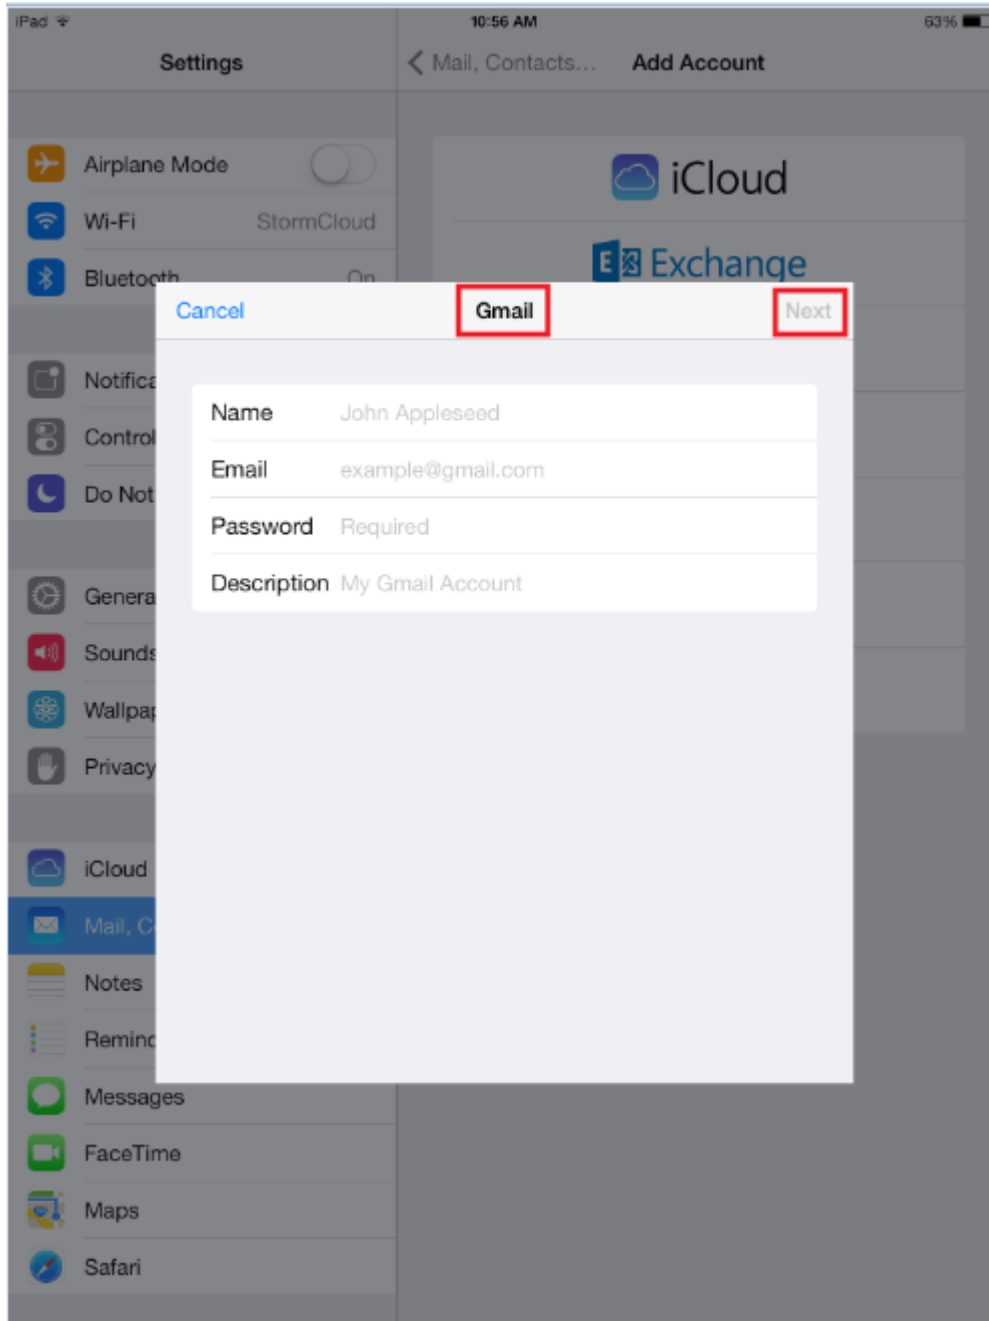 iPad 10:56 AM 63%
Settings
Mail, Contacts... Add Account
Airplane Mode
Wi-Fi StormCloud
Bluetooth On
iCloud
Exchange
Cancel Gmail Next
Name John Appleseed
Email example@gmail.com
Password Required
Description My Gmail Account
Notifica
Control
Do Not
Genera
Sounds
Wallpap
Privacy
iCloud
Mail, C
Notes
Remind
Messages
FaceTime
Maps
Safari